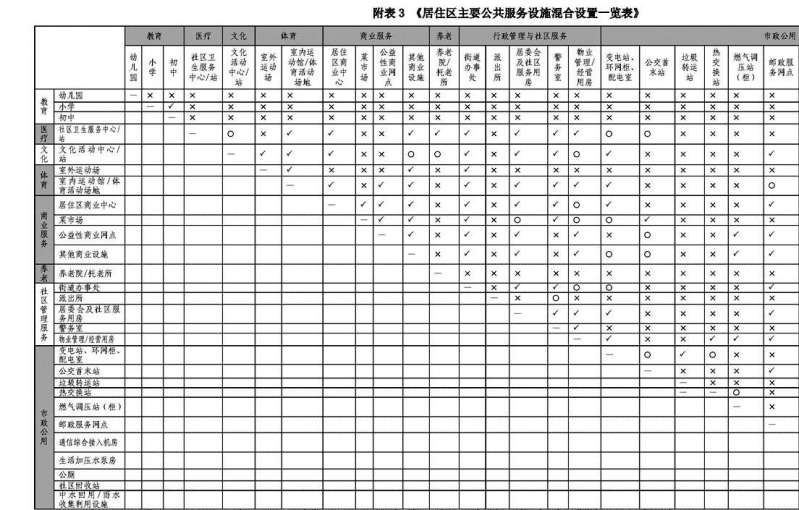 附表 3 《居住区主要公共服务设施混合设置一览表》
教育 医疗 文化 体育 商业服务 养老 行政管理与社区服务 市政公用
幼儿园 小学 初中 社区卫生服务中心/站 文化活动中心/站 室外运动场 室内运动馆/体育活动场地 居住区商业中心 菜市场 公益性商业网点 其他商业设施 养老院/托老所 街道办事处 派出所 居委会及社区服务用房 警务室 物业管理/经营用房 变电站、环网柜、配电室 公交首末站 垃圾转运站 热交换站 燃气调压站(柜) 邮政服务网点
教育
幼儿园 — × × × × × × × × × × × × × × × × × × × × × ×
小学 — ✓ × × × × × × × × × × × × × × × × × × × ×
初中 — × × × × × × × × × × × × × × × × × × × ×
医疗
社区卫生服务中心/站 — ○ × ✓ ✓ × × ✓ ✓ ✓ × ✓ ✓ ✓ ○ ○ × × × ×
文化
文化活动中心/站 — ✓ ✓ ✓ × × ○ ○ ✓ × ✓ ✓ ○ ✓ × × × × ✓
体育
室外运动场 — ✓ × × × ✓ × ✓ × × × × × × × × × ×
室内运动馆/体育活动场地 — ✓ × ✓ ✓ × ✓ × ✓ ✓ ✓ ✓ × × × × ○
商业服务
居住区商业中心 — ✓ ✓ ✓ × ✓ × ✓ ✓ ○ ✓ × × × × ✓
菜市场 — ✓ ✓ × ✓ × ○ ✓ ○ ○ ✓ × × × ×
公益性商业网点 — ✓ × × × ✓ ✓ ✓ × ○ × × ✓ ✓
其他商业设施 — × ✓ × ✓ ✓ ✓ ○ ○ × × ✓ ✓
养老
养老院/托老所 — × × × × × × × × × × ×
社区管理服务
街道办事处 — × ✓ ✓ ○ ○ × × × × ✓
派出所 — × ○ × × × × × × ×
居委会及社区服务用房 — ✓ ✓ ✓ × × × × ✓
警务室 — ✓ × × × × × ×
物业管理/经营用房 — ✓ × × ✓ ✓ ✓
市政公用
变电站、环网柜、配电室 — ○ ✓ ○ × ×
公交首末站 — × × × ✓
垃圾转运站 — × × ×
热交换站 — — ○ ×
燃气调压站(柜) — ×
邮政服务网点 —
通信综合接入机房
生活加压水泵房
公厕
社区回收站
中水回用/雨水收集利用设施